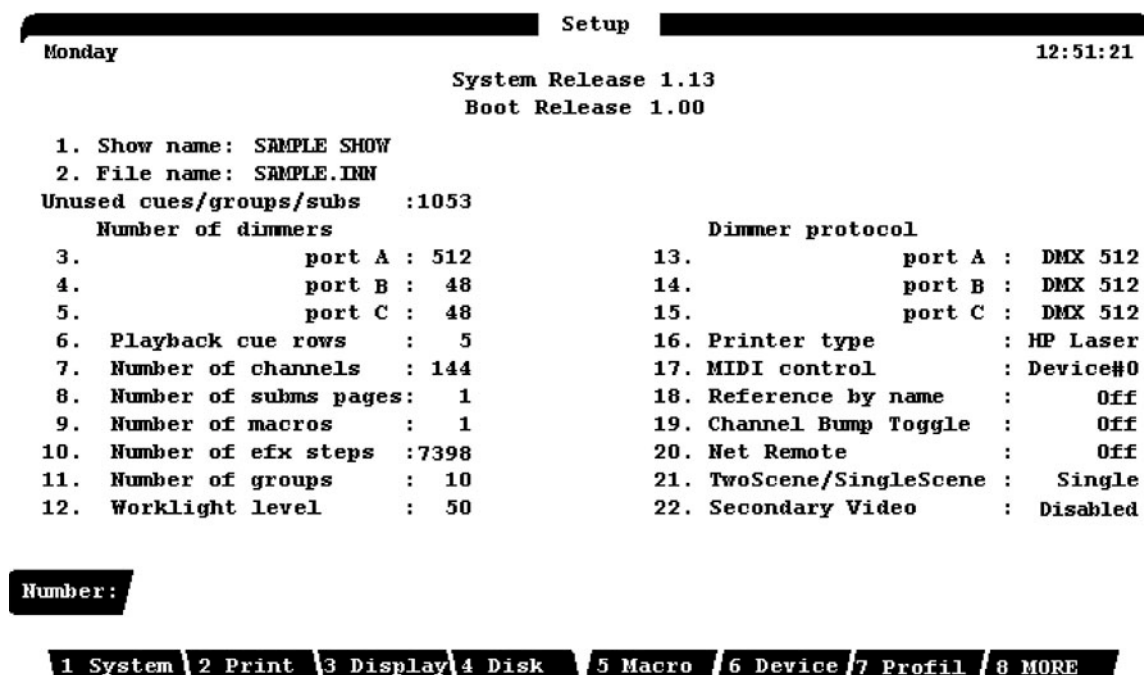 Setup
Monday 12:51:21
System Release 1.13
Boot Release 1.00
1. Show name: SAMPLE SHOW
2. File name: SAMPLE.INN
Unused cues/groups/subs :1053
Number of dimmers Dimmer protocol
3. port A : 512 13. port A : DMX 512
4. port B : 48 14. port B : DMX 512
5. port C : 48 15. port C : DMX 512
6. Playback cue rows : 5 16. Printer type : HP Laser
7. Number of channels : 144 17. MIDI control : Device#0
8. Number of subms pages: 1 18. Reference by name : Off
9. Number of macros : 1 19. Channel Bump Toggle : Off
10. Number of efx steps :7398 20. Net Remote : Off
11. Number of groups : 10 21. TwoScene/SingleScene : Single
12. Worklight level : 50 22. Secondary Video : Disabled
Number:
1 System 2 Print 3 Display 4 Disk 5 Macro 6 Device 7 Profil 8 MORE